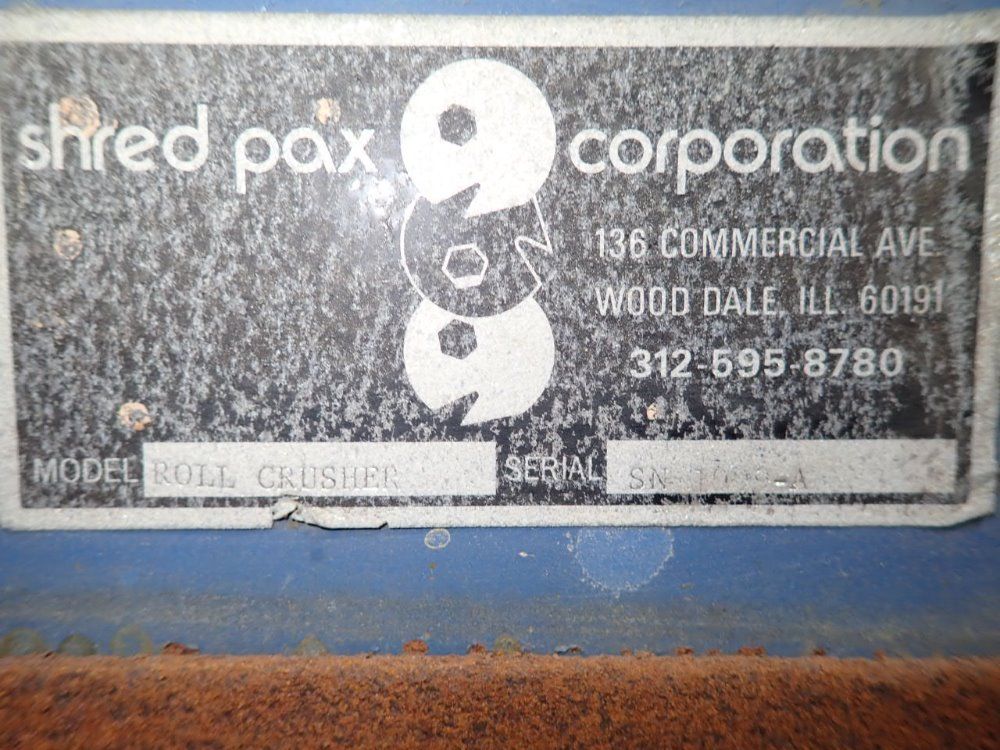 shred pax corporation
136 COMMERCIAL AVE.
WOOD DALE, ILL. 60191
312-595-8780
MODEL ROLL CRUSHER SERIAL SN